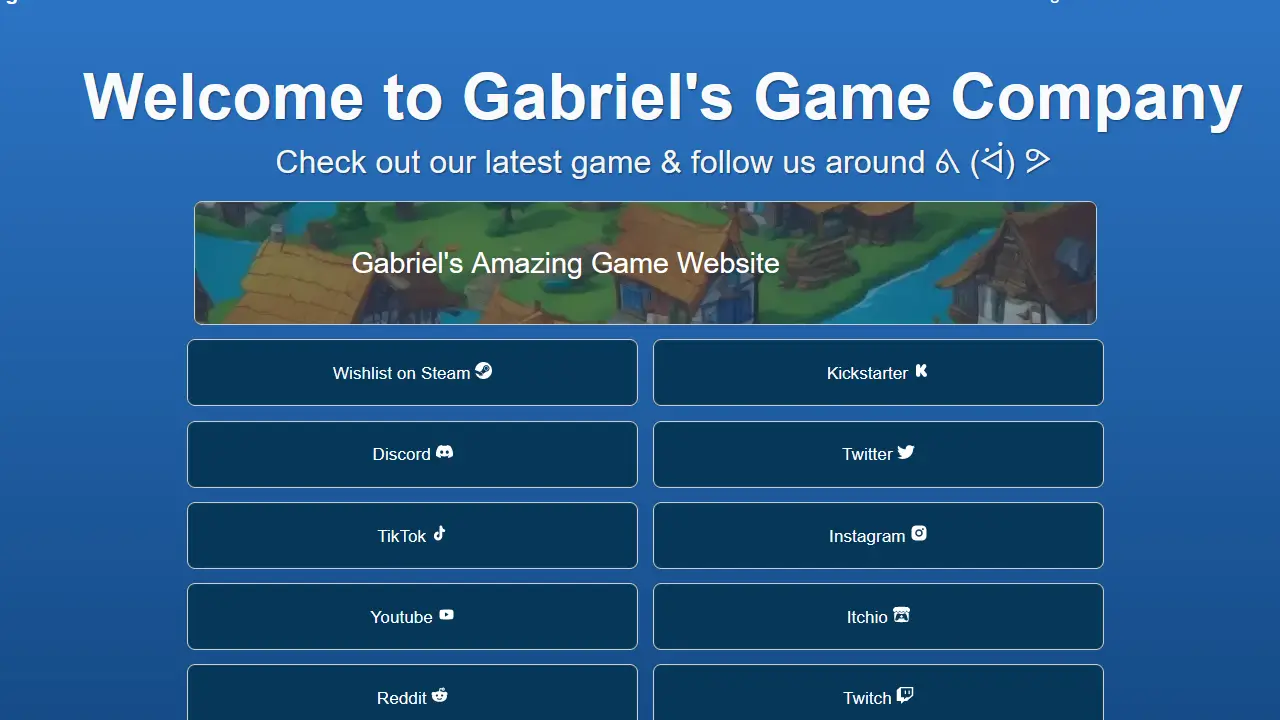 Welcome to Gabriel's Game Company
Check out our latest game & follow us around ᕕ (ᐛ) ᕗ
Gabriel's Amazing Game Website
Wishlist on Steam
Kickstarter
Discord
Twitter
TikTok
Instagram
Youtube
Itchio
Reddit
Twitch